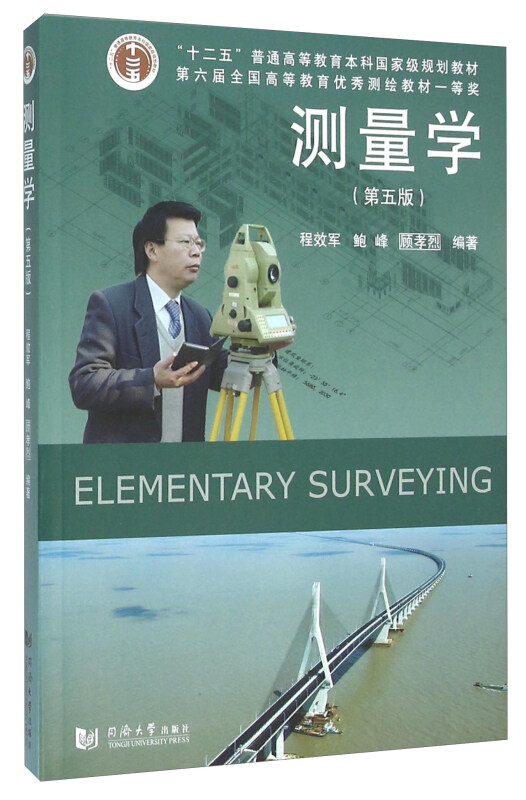 “十二五”普通高等教育本科国家级规划教材
第六届全国高等教育优秀测绘教材一等奖
测量学
（第五版）
程效军 鲍峰 顾孝烈 编著
ELEMENTARY SURVEYING
同济大学出版社
TONGJI UNIVERSITY PRESS
测量学
（第五版）
程效军 鲍峰 顾孝烈 编著
同济大学出版社